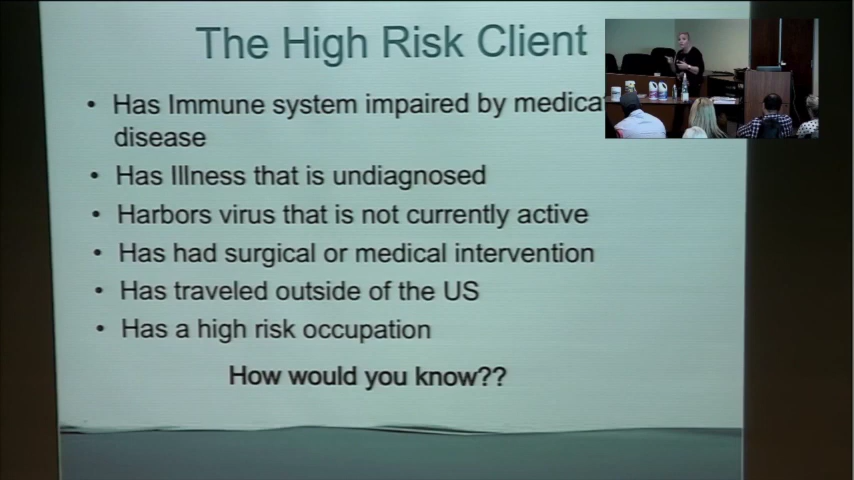 The High Risk Client
• Has Immune system impaired by
disease
• Has Illness that is undiagnosed
• Harbors virus that is not currently active
• Has had surgical or medical intervention
• Has traveled outside of the US
• Has a high risk occupation
How would you know??